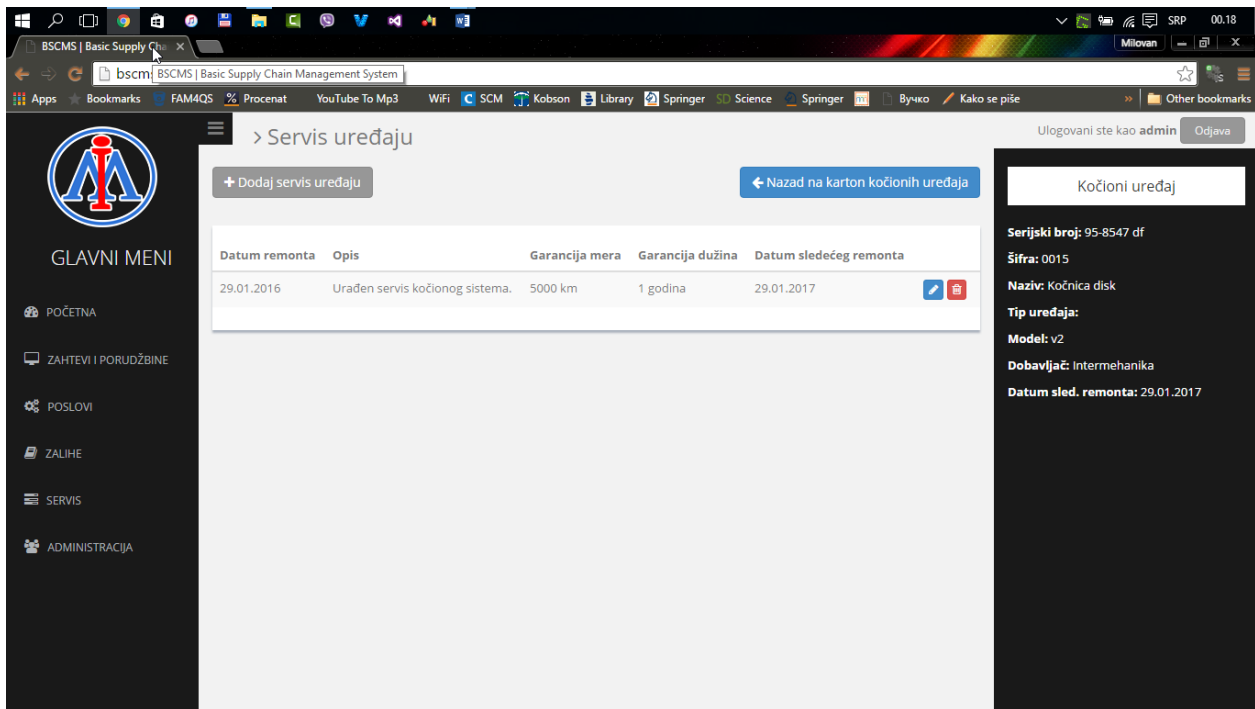 SRP 00.18
BSCMS | Basic Supply Cha
Milovan
bscm
BSCMS | Basic Supply Chain Management System
Apps Bookmarks FAM4QS Procenat YouTube To Mp3 WiFi SCM Kobson Library Springer SD Science Springer Вучко Kako se piše » Other bookmarks
> Servis uređaju
Ulogovani ste kao admin Odjava
+ Dodaj servis uređaju
Nazad na karton kočionih uređaja
Datum remonta Opis Garancija mera Garancija dužina Datum sledećeg remonta
29.01.2016 Urađen servis kočionog sistema. 5000 km 1 godina 29.01.2017
GLAVNI MENI
POČETNA
ZAHTEVI I PORUDŽBINE
POSLOVI
ZALIHE
SERVIS
ADMINISTRACIJA
Kočioni uređaj
Serijski broj: 95-8547 df
Šifra: 0015
Naziv: Kočnica disk
Tip uređaja:
Model: v2
Dobavljač: Intermehanika
Datum sled. remonta: 29.01.2017